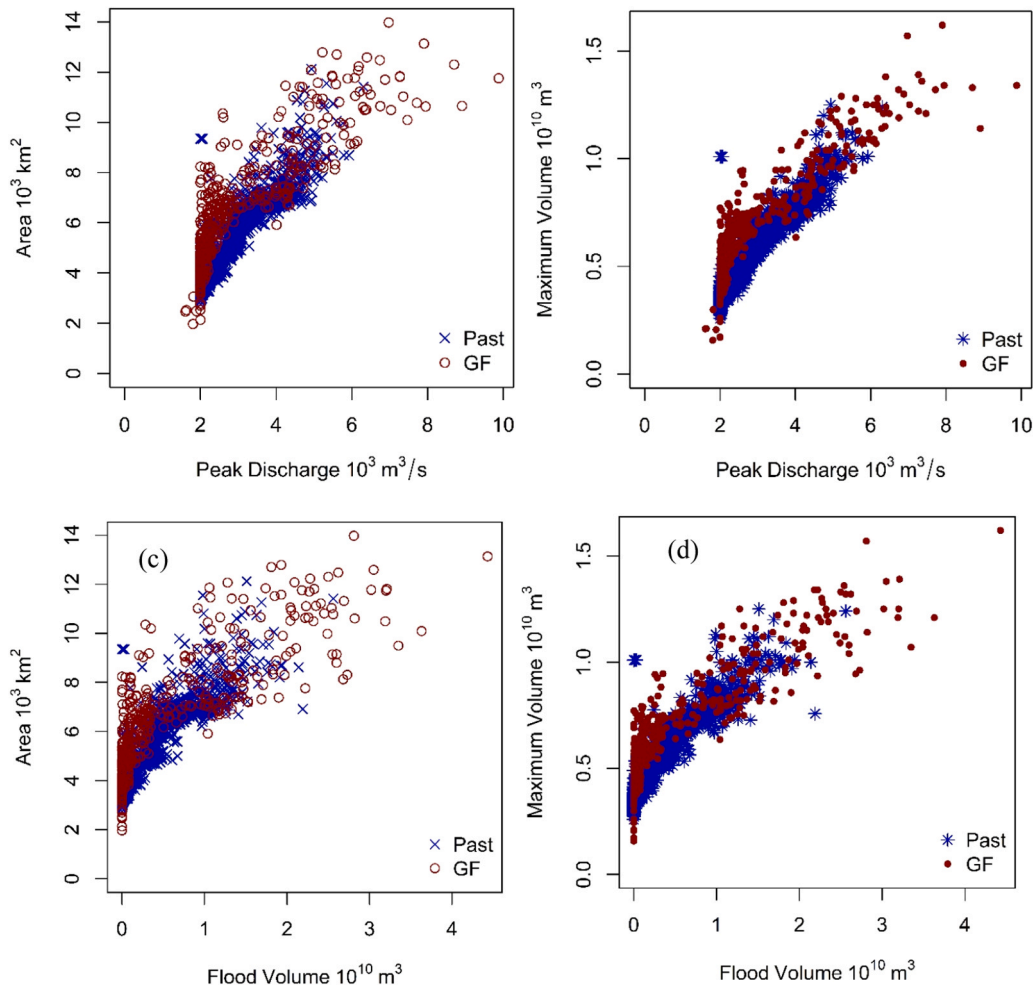 14
12
10
8
6
4
2
0
Area 10³ km²
0 2 4 6 8 10
Peak Discharge 10³ m³/s
Past
GF
1.5
1.0
0.5
0.0
Maximum Volume 10¹⁰ m³
0 2 4 6 8 10
Peak Discharge 10³ m³/s
Past
GF
(c)
14
12
10
8
6
4
2
0
Area 10³ km²
0 1 2 3 4
Flood Volume 10¹⁰ m³
Past
GF
(d)
1.5
1.0
0.5
0.0
Maximum Volume 10¹⁰ m³
0 1 2 3 4
Flood Volume 10¹⁰ m³
Past
GF